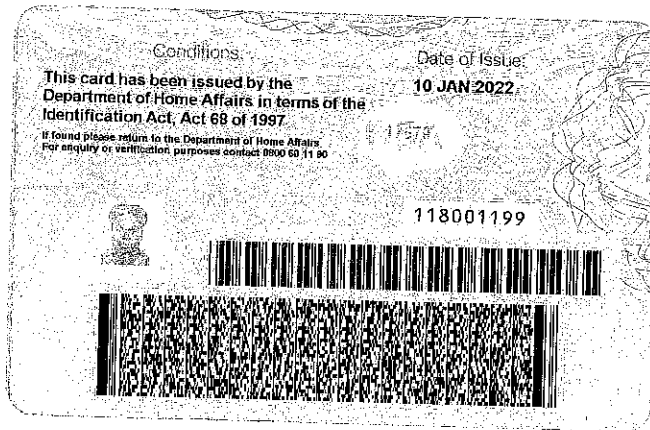 Conditions:
This card has been issued by the
Department of Home Affairs in terms of the
Identification Act, Act 68 of 1997
If found please return to the Department of Home Affairs
For enquiry or verification purposes contact 0800 60 11 90
Date of Issue:
10 JAN 2022
118001199